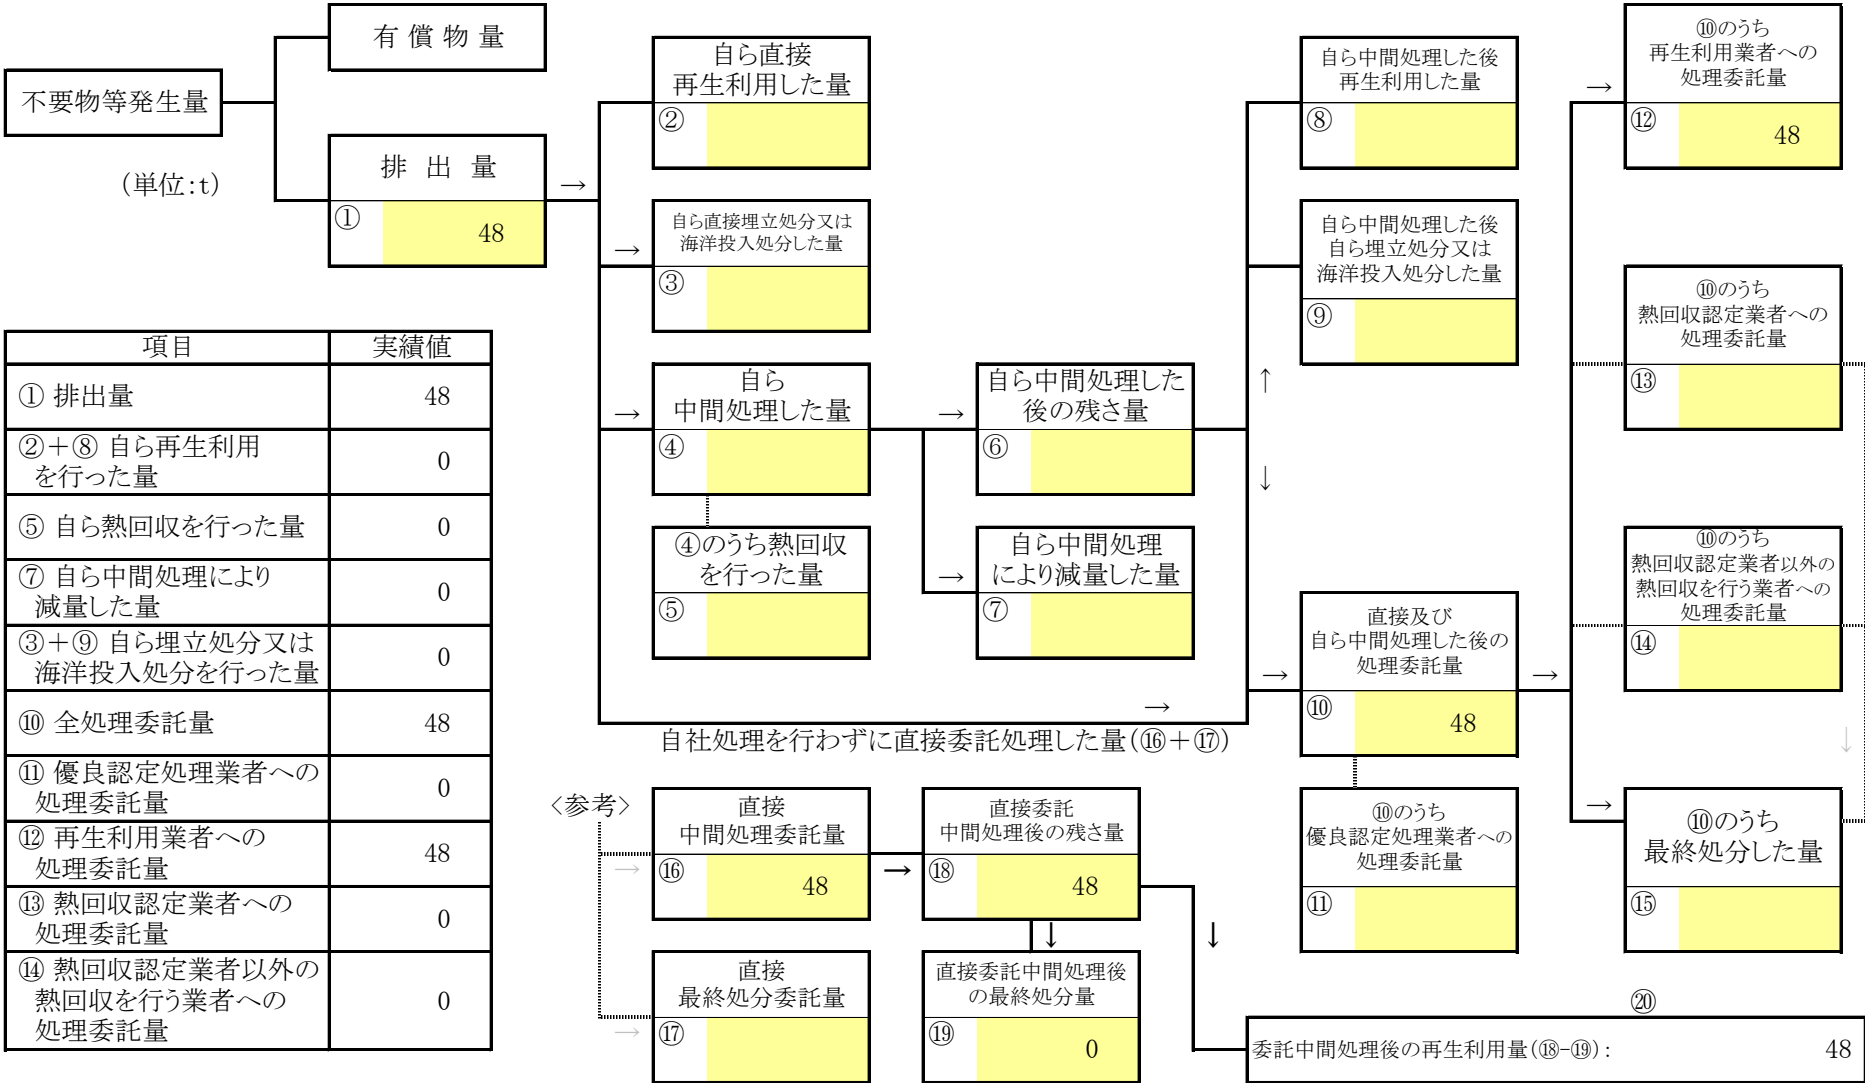 不要物等発生量
(単位:t)
有 償 物 量
排 出 量
①
48
自ら直接
再生利用した量
②
自ら直接埋立処分又は
海洋投入処分した量
③
自ら
中間処理した量
④
④のうち熱回収
を行った量
⑤
自ら中間処理した
後の残さ量
⑥
自ら中間処理
により減量した量
⑦
自ら中間処理した後
再生利用した量
⑧
自ら中間処理した後
自ら埋立処分又は
海洋投入処分した量
⑨
直接及び
自ら中間処理した後の
処理委託量
⑩
48
⑩のうち
優良認定処理業者への
処理委託量
⑪
⑩のうち
再生利用業者への
処理委託量
⑫
48
⑩のうち
熱回収認定業者への
処理委託量
⑬
⑩のうち
熱回収認定業者以外の
熱回収を行う業者への
処理委託量
⑭
⑩のうち
最終処分した量
⑮
自社処理を行わずに直接委託処理した量(⑯+⑰)
<参考>
直接
中間処理委託量
⑯
48
直接
最終処分委託量
⑰
直接委託
中間処理後の残さ量
⑱
48
直接委託中間処理後
の最終処分量
⑲
0
⑳
委託中間処理後の再生利用量(⑱-⑲): 48
項目 実績値
① 排出量 48
②+⑧ 自ら再生利用
を行った量 0
⑤ 自ら熱回収を行った量 0
⑦ 自ら中間処理により
減量した量 0
③+⑨ 自ら埋立処分又は
海洋投入処分を行った量 0
⑩ 全処理委託量 48
⑪ 優良認定処理業者への
処理委託量 0
⑫ 再生利用業者への
処理委託量 48
⑬ 熱回収認定業者への
処理委託量 0
⑭ 熱回収認定業者以外の
熱回収を行う業者への
処理委託量 0